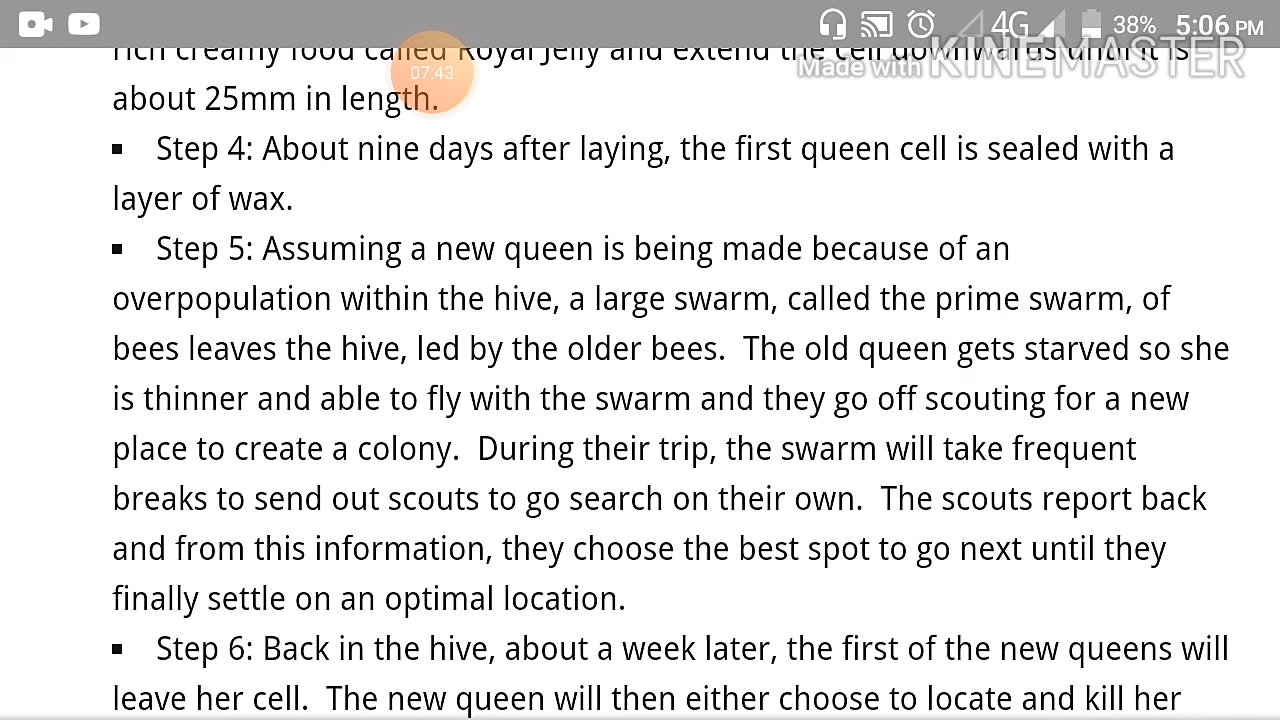 4G 38% 5:06 PM
Made with KINEMASTER
07:43
rich creamy food called Royal Jelly and extend the cell downwards until it is
about 25mm in length.
▪ Step 4: About nine days after laying, the first queen cell is sealed with a
layer of wax.
▪ Step 5: Assuming a new queen is being made because of an
overpopulation within the hive, a large swarm, called the prime swarm, of
bees leaves the hive, led by the older bees.  The old queen gets starved so she
is thinner and able to fly with the swarm and they go off scouting for a new
place to create a colony.  During their trip, the swarm will take frequent
breaks to send out scouts to go search on their own.  The scouts report back
and from this information, they choose the best spot to go next until they
finally settle on an optimal location.
▪ Step 6: Back in the hive, about a week later, the first of the new queens will
leave her cell.  The new queen will then either choose to locate and kill her